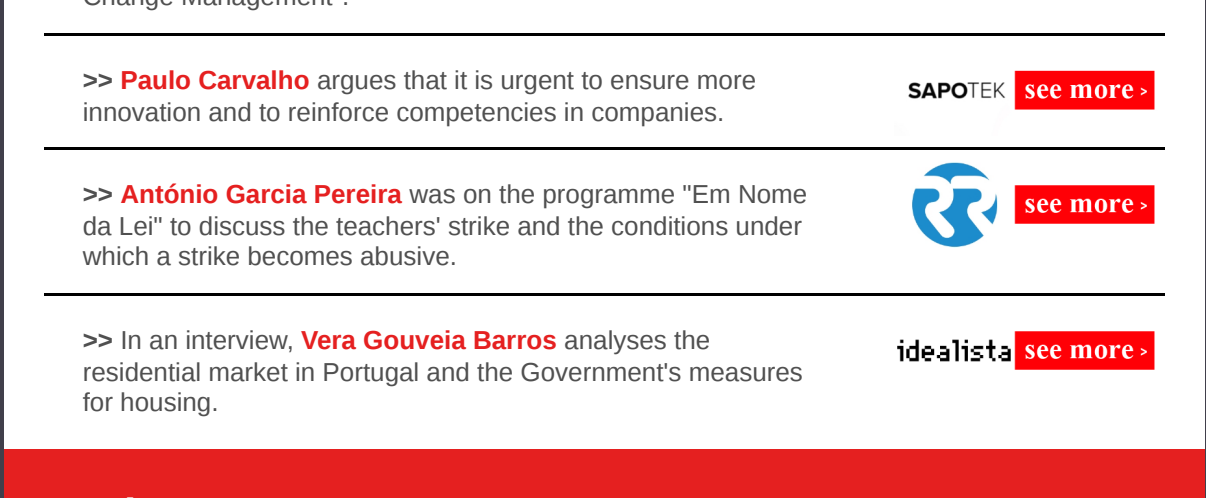 Change Management".
>> Paulo Carvalho argues that it is urgent to ensure more
innovation and to reinforce competencies in companies.
SAPOTEK see more >
>> António Garcia Pereira was on the programme "Em Nome
da Lei" to discuss the teachers' strike and the conditions under
which a strike becomes abusive.
RR see more >
>> In an interview, Vera Gouveia Barros analyses the
residential market in Portugal and the Government's measures
for housing.
idealista see more >